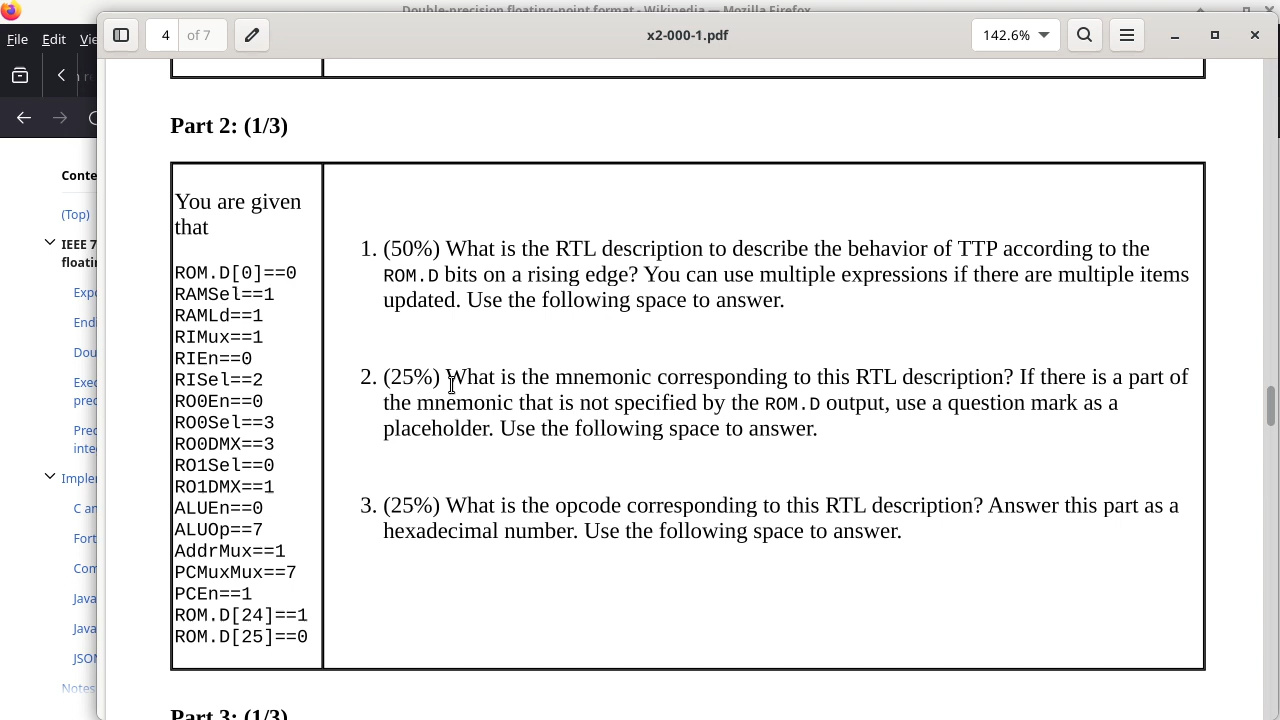 Double-precision floating-point format - Wikipedia — Mozilla Firefox
File Edit
4 of 7
x2-000-1.pdf
142.6%
Part 2: (1/3)
You are given
that
ROM.D[0]==0
RAMSel==1
RAMLd==1
RIMux==1
RIEn==0
RISel==2
RO0En==0
RO0Sel==3
RO0DMX==3
RO1Sel==0
RO1DMX==1
ALUEn==0
ALUOp==7
AddrMux==1
PCMuxMux==7
PCEn==1
ROM.D[24]==1
ROM.D[25]==0
1. (50%) What is the RTL description to describe the behavior of TTP according to the
ROM.D bits on a rising edge? You can use multiple expressions if there are multiple items
updated. Use the following space to answer.
2. (25%) What is the mnemonic corresponding to this RTL description? If there is a part of
the mnemonic that is not specified by the ROM.D output, use a question mark as a
placeholder. Use the following space to answer.
3. (25%) What is the opcode corresponding to this RTL description? Answer this part as a
hexadecimal number. Use the following space to answer.
Part 3: (1/3)
Conte
(Top)
IEEE 7
floatin
Expo
Endi
Dou
Exec
prec
Prec
inte
Implem
C an
Fort
Com
Java
Java
JSON
Notes